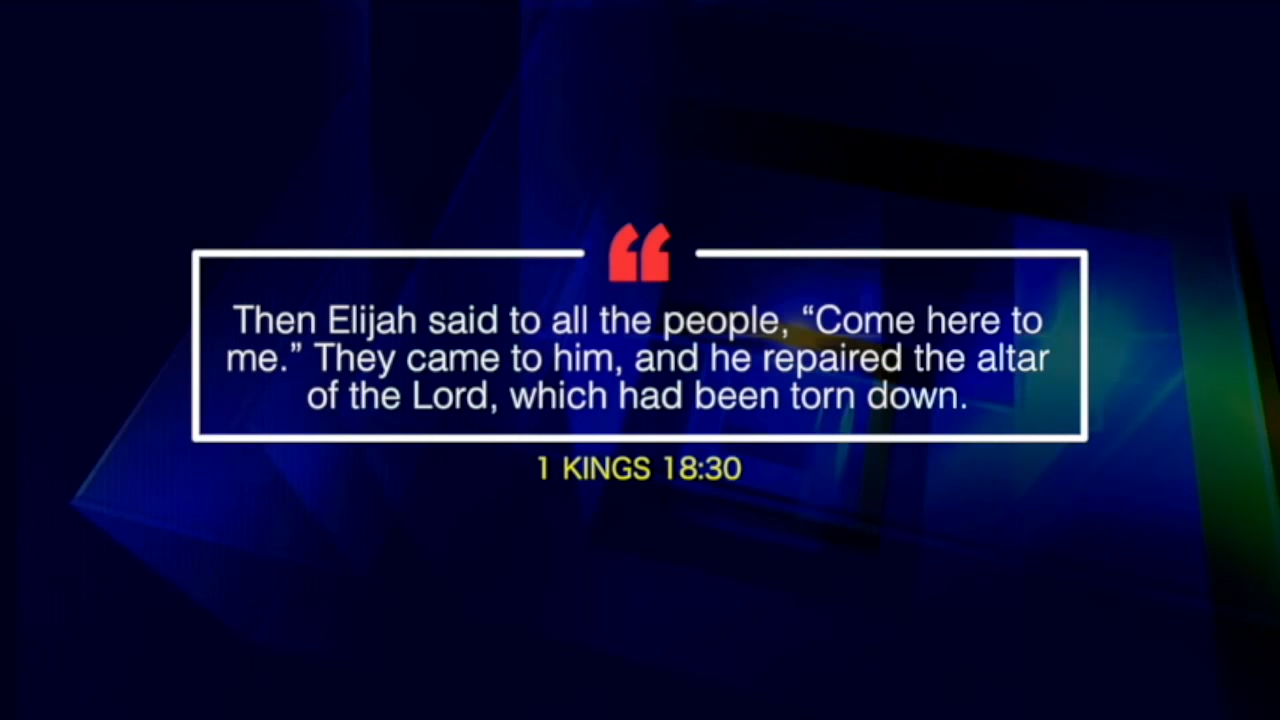 Then Elijah said to all the people, “Come here to
me.” They came to him, and he repaired the altar
of the Lord, which had been torn down.
1 KINGS 18:30